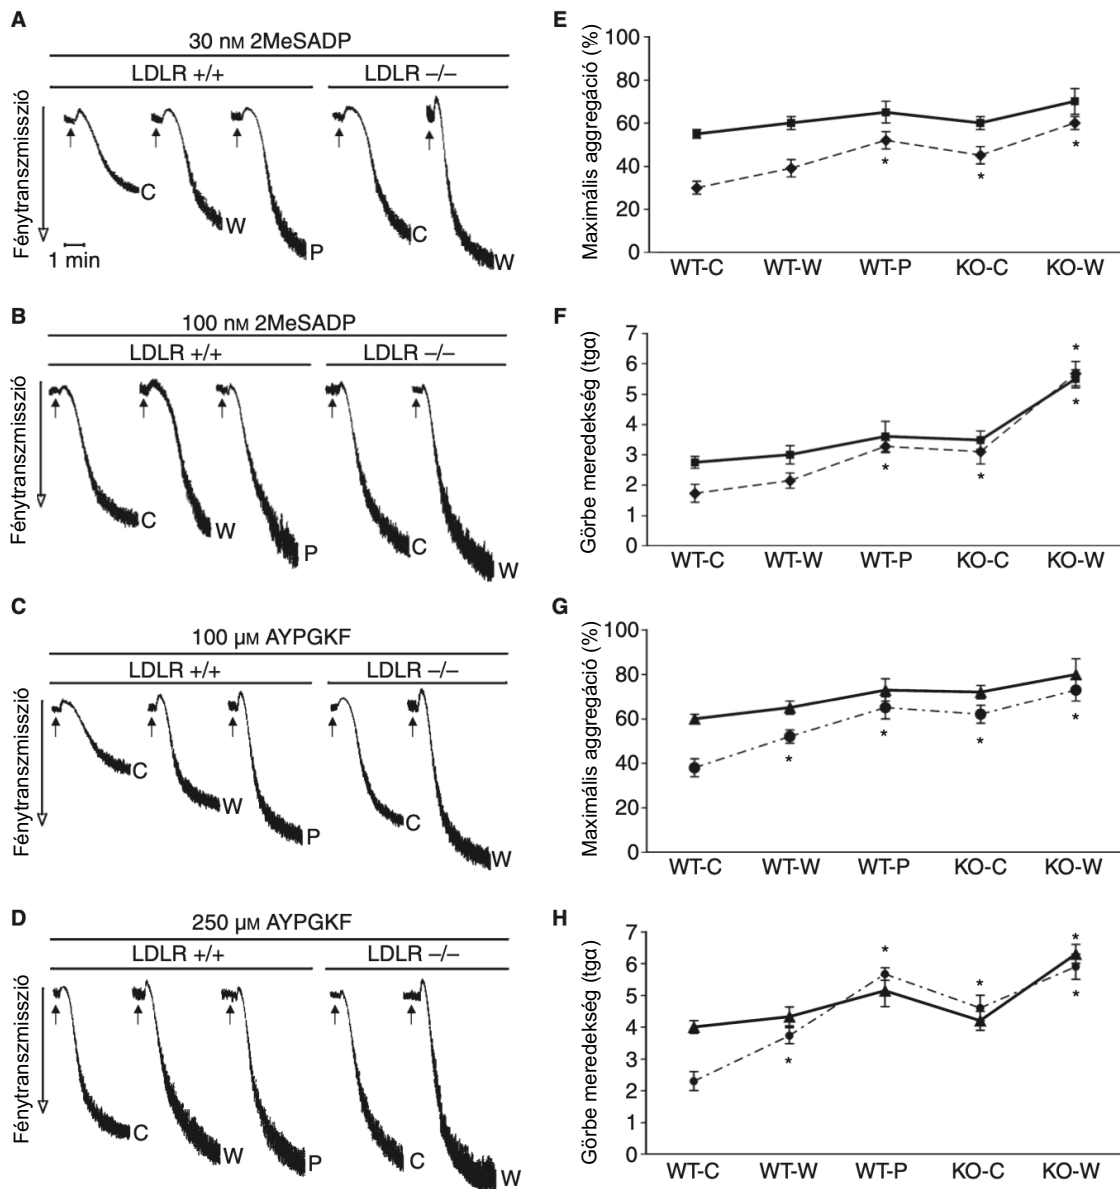 A
30 nM 2MeSADP
LDLR +/+
LDLR –/–
Fénytranszmisszió
C
W
P
C
W
1 min
B
100 nM 2MeSADP
LDLR +/+
LDLR –/–
Fénytranszmisszió
C
W
P
C
W
C
100 µM AYPGKF
LDLR +/+
LDLR –/–
Fénytranszmisszió
C
W
P
C
W
D
250 µM AYPGKF
LDLR +/+
LDLR –/–
Fénytranszmisszió
C
W
P
C
W
E
Maximális aggregáció (%)
100
80
60
40
20
0
* * *
WT-C WT-W WT-P KO-C KO-W
F
Görbe meredekség (tgα)
7
6
5
4
3
2
1
0
* * * *
WT-C WT-W WT-P KO-C KO-W
G
Maximális aggregáció (%)
100
80
60
40
20
0
* * * *
WT-C WT-W WT-P KO-C KO-W
H
Görbe meredekség (tgα)
7
6
5
4
3
2
1
0
* * * * *
WT-C WT-W WT-P KO-C KO-W